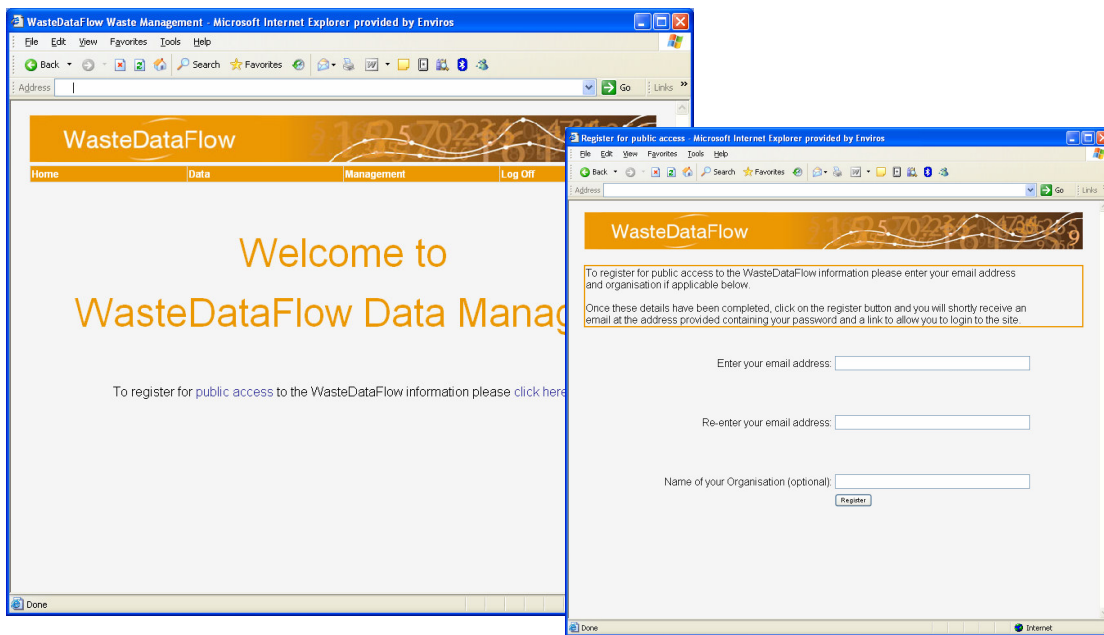 WasteDataFlow Waste Management - Microsoft Internet Explorer provided by Enviros
File Edit View Favorites Tools Help
Back Search Favorites
Address Go Links »
WasteDataFlow
Home Data Management Log Off
Welcome to
WasteDataFlow Data Manag
To register for public access to the WasteDataFlow information please click here
Done
Register for public access - Microsoft Internet Explorer provided by Enviros
File Edit View Favorites Tools Help
Back Search Favorites
Address Go Links
WasteDataFlow
To register for public access to the WasteDataFlow information please enter your email address
and organisation if applicable below.
Once these details have been completed, click on the register button and you will shortly receive an
email at the address provided containing your password and a link to allow you to login to the site.
Enter your email address:
Re-enter your email address:
Name of your Organisation (optional):
Register
Done Internet